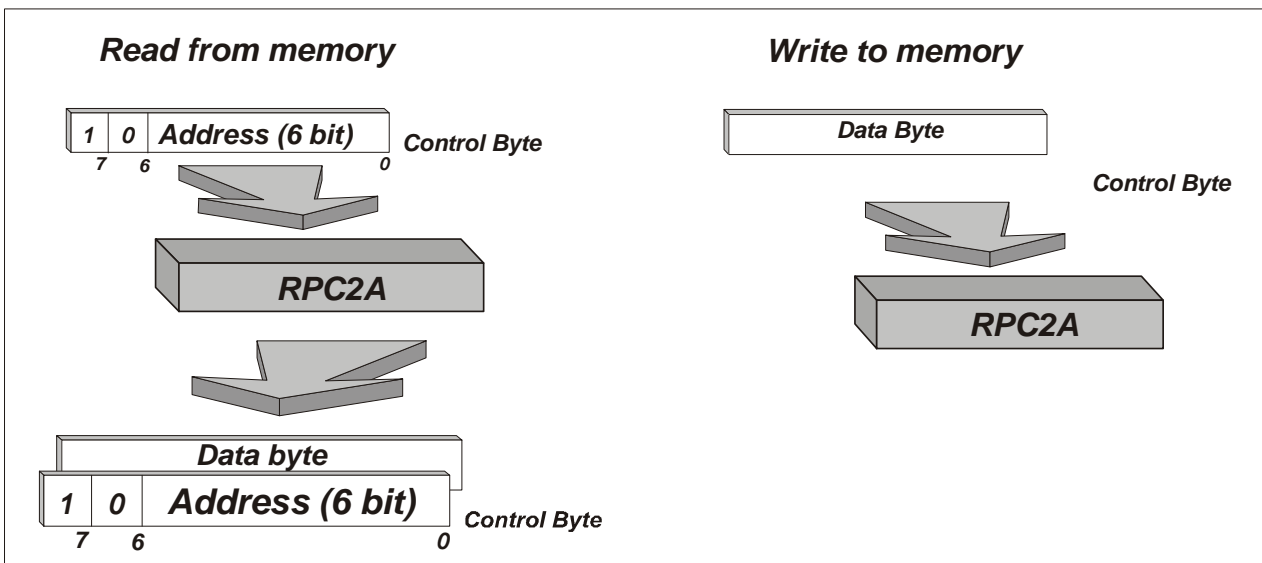 Read from memory
1 0 Address (6 bit) Control Byte
7 6 0
RPC2A
Data byte
1 0 Address (6 bit) Control Byte
7 6 0
Write to memory
Data Byte
Control Byte
RPC2A